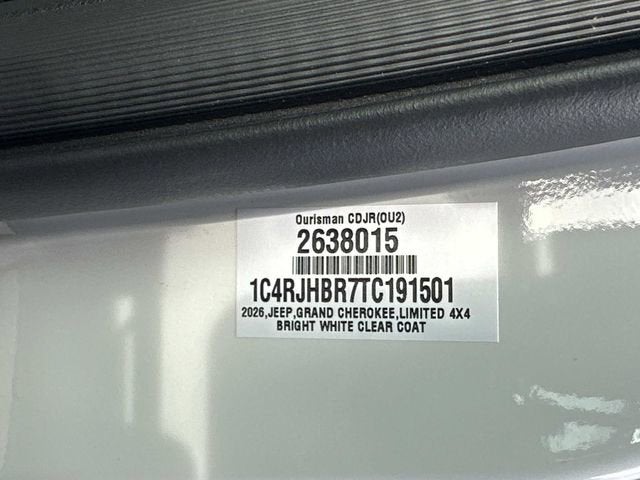 Ourisman CDJR(OU2)
2638015
1C4RJHBR7TC191501
2026,JEEP,GRAND CHEROKEE,LIMITED 4X4
BRIGHT WHITE CLEAR COAT